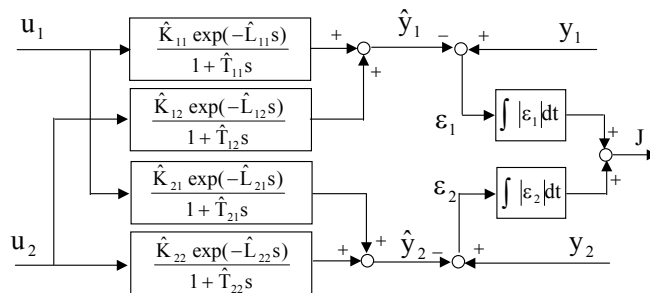 u₁
K̂₁₁ exp(−L̂₁₁s)
1 + T̂₁₁s
+
+
ŷ₁
−
+
y₁
K̂₁₂ exp(−L̂₁₂s)
1 + T̂₁₂s
ε₁
∫ |ε₁|dt
+
J
+
K̂₂₁ exp(−L̂₂₁s)
1 + T̂₂₁s
ε₂
∫ |ε₂|dt
u₂
K̂₂₂ exp(−L̂₂₂s)
1 + T̂₂₂s
+
+
ŷ₂
−
+
y₂